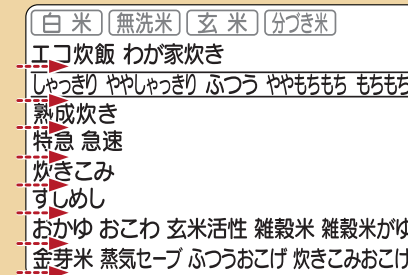 白米 無洗米 玄米 分づき米
エコ炊飯 わが家炊き
しゃっきり ややしゃっきり ふつう ややもちもち もちもち
熟成炊き
特急 急速
炊きこみ
すしめし
おかゆ おこわ 玄米活性 雑穀米 雑穀米がゆ
金芽米 蒸気セーブ ふつうおこげ 炊きこみおこげ